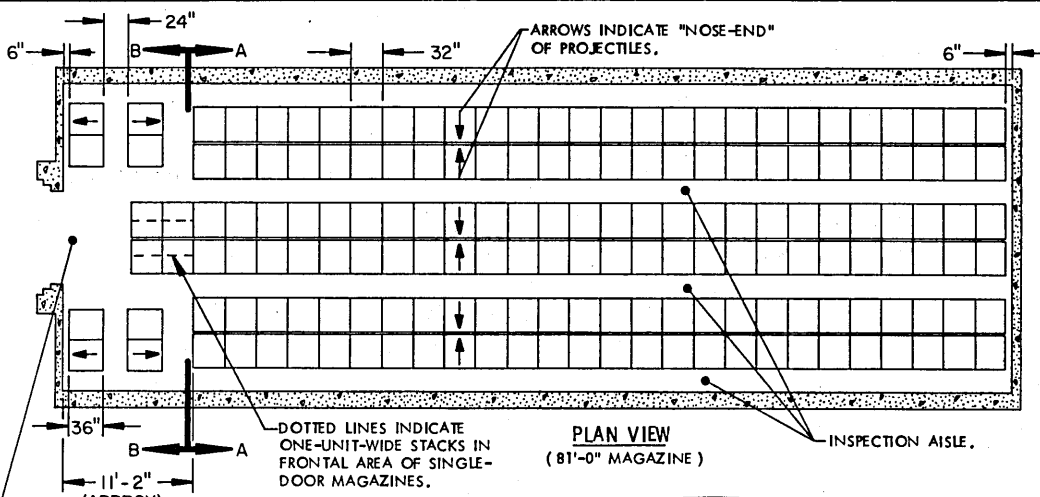 24"
6"
B
A
32"
ARROWS INDICATE "NOSE-END"
OF PROJECTILES.
6"
36"
B
A
11'-2"
(APPROX)
DOTTED LINES INDICATE
ONE-UNIT-WIDE STACKS IN
FRONTAL AREA OF SINGLE-
DOOR MAGAZINES.
PLAN VIEW
(81'-0" MAGAZINE)
INSPECTION AISLE.